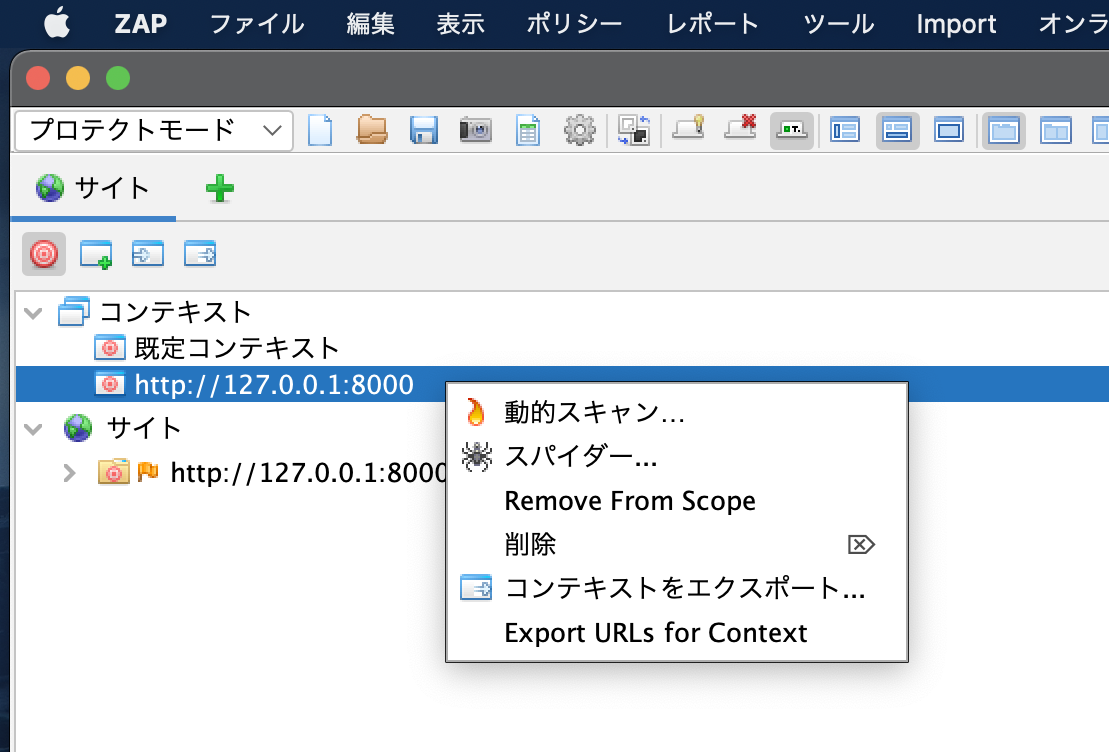 ZAP ファイル 編集 表示 ポリシー レポート ツール Import オンラ
プロテクトモード
サイト
コンテキスト
既定コンテキスト
http://127.0.0.1:8000
サイト
http://127.0.0.1:8000
動的スキャン...
スパイダー...
Remove From Scope
削除
コンテキストをエクスポート...
Export URLs for Context